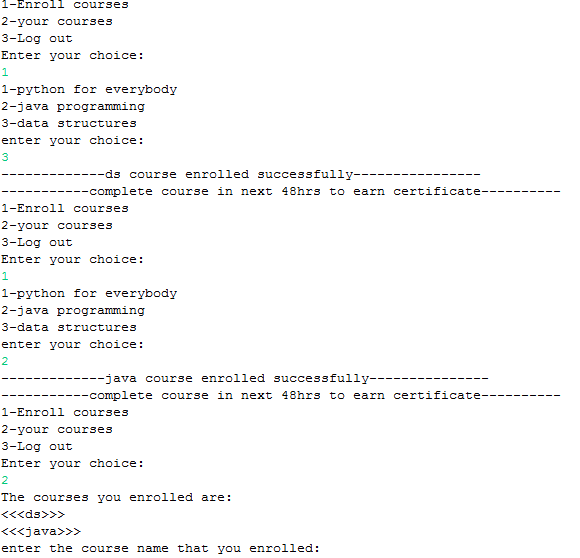 1-Enroll courses
2-your courses
3-Log out
Enter your choice:
1
1-python for everybody
2-java programming
3-data structures
enter your choice:
3
-------------ds course enrolled successfully----------------
-----------complete course in next 48hrs to earn certificate----------
1-Enroll courses
2-your courses
3-Log out
Enter your choice:
1
1-python for everybody
2-java programming
3-data structures
enter your choice:
2
-------------java course enrolled successfully---------------
-----------complete course in next 48hrs to earn certificate----------
1-Enroll courses
2-your courses
3-Log out
Enter your choice:
2
The courses you enrolled are:
<<<ds>>>
<<<java>>>
enter the course name that you enrolled: